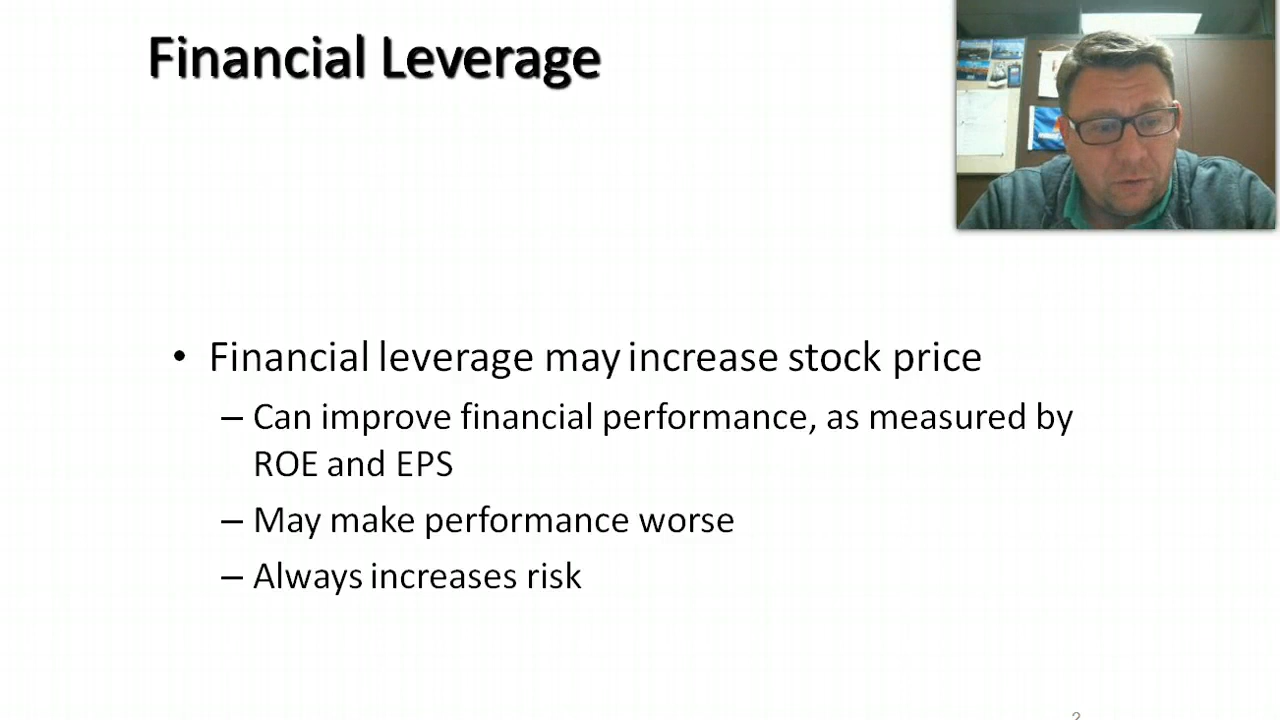 Financial Leverage
• Financial leverage may increase stock price
– Can improve financial performance, as measured by
ROE and EPS
– May make performance worse
– Always increases risk
2